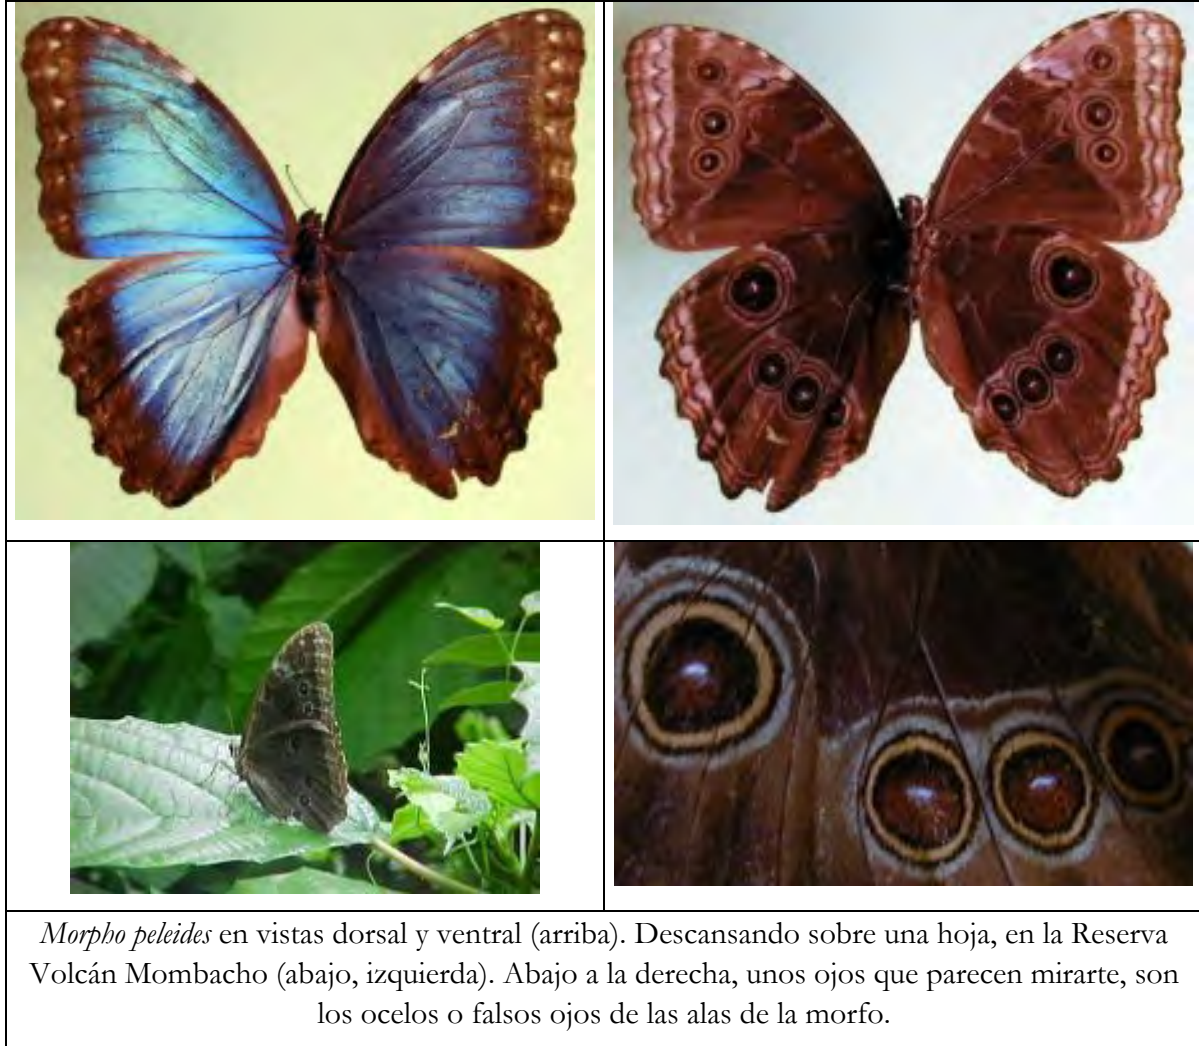 Morpho peleides en vistas dorsal y ventral (arriba). Descansando sobre una hoja, en la Reserva
Volcán Mombacho (abajo, izquierda). Abajo a la derecha, unos ojos que parecen mirarte, son
los ocelos o falsos ojos de las alas de la morfo.